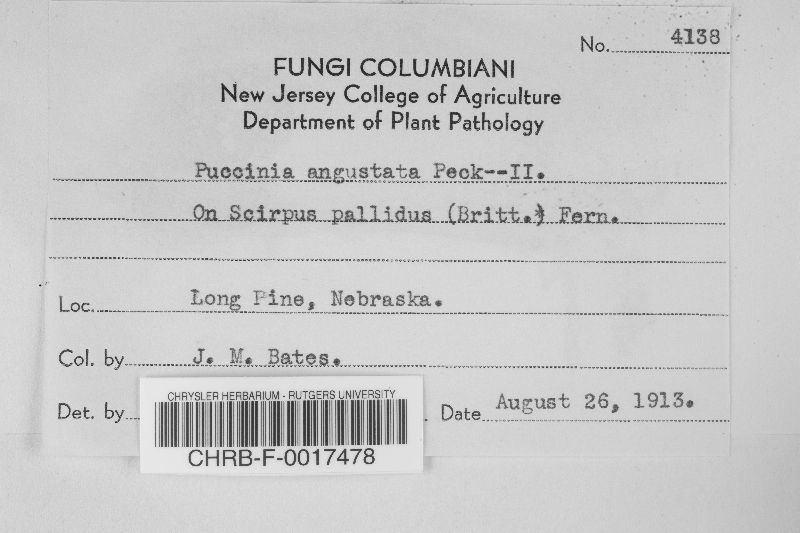 No. 4138
FUNGI COLUMBIANI
New Jersey College of Agriculture
Department of Plant Pathology
Puccinia angustata Peck--II.
On Scirpus pallidus (Britt.) Fern.
Loc. Long Pine, Nebraska.
Col. by J. M. Bates.
Det. by
Date August 26, 1913.
CHRYSLER HERBARIUM - RUTGERS UNIVERSITY
CHRB-F-0017478